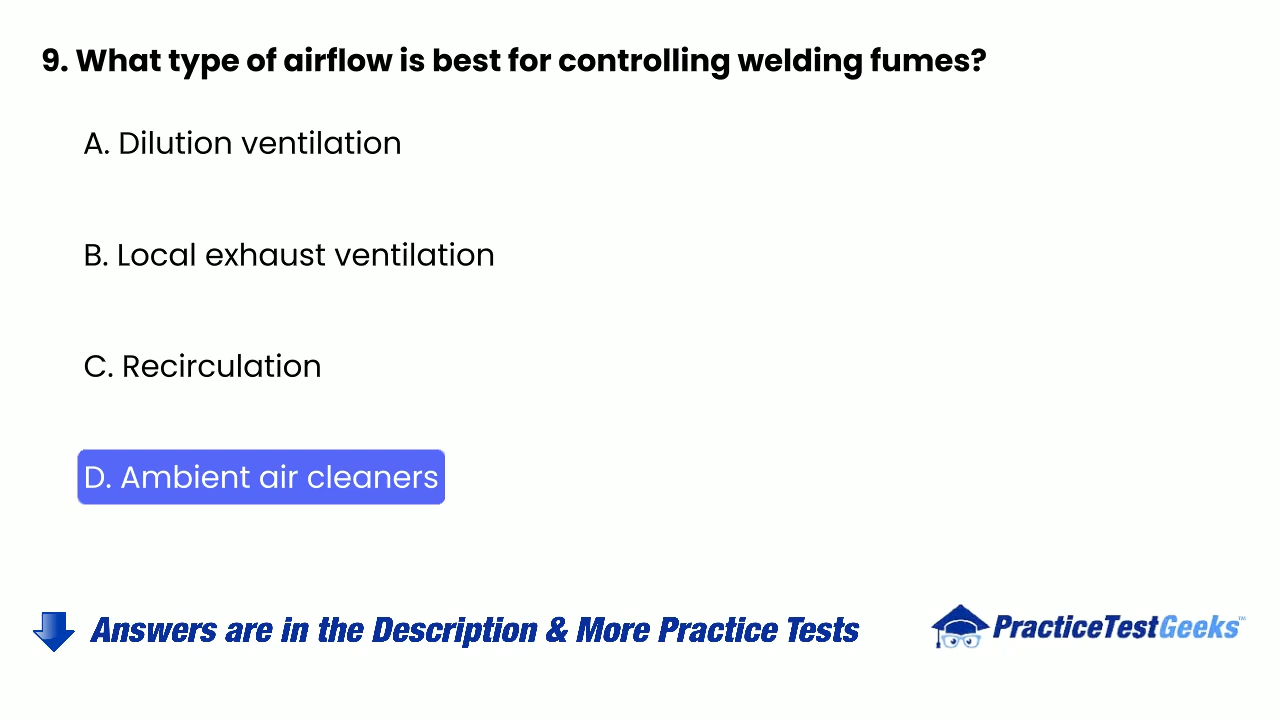 9. What type of airflow is best for controlling welding fumes?
A. Dilution ventilation
B. Local exhaust ventilation
C. Recirculation
D. Ambient air cleaners
Answers are in the Description & More Practice Tests
PracticeTestGeeks™